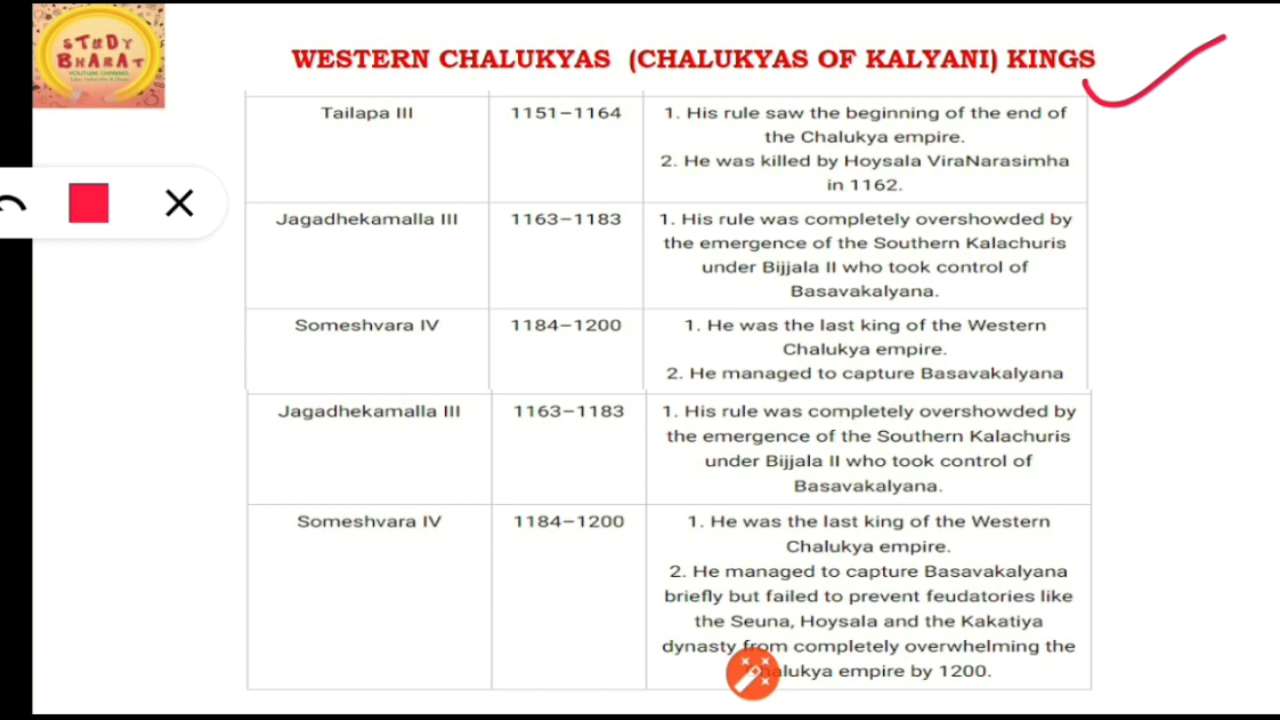 STUDY
BHARAT
YOUTUBE CHANNEL
WESTERN CHALUKYAS (CHALUKYAS OF KALYANI) KINGS
Tailapa III 1151–1164 1. His rule saw the beginning of the end of
the Chalukya empire.
2. He was killed by Hoysala ViraNarasimha
in 1162.
Jagadhekamalla III 1163–1183 1. His rule was completely overshowded by
the emergence of the Southern Kalachuris
under Bijjala II who took control of
Basavakalyana.
Someshvara IV 1184–1200 1. He was the last king of the Western
Chalukya empire.
2. He managed to capture Basavakalyana
Jagadhekamalla III 1163–1183 1. His rule was completely overshowded by
the emergence of the Southern Kalachuris
under Bijjala II who took control of
Basavakalyana.
Someshvara IV 1184–1200 1. He was the last king of the Western
Chalukya empire.
2. He managed to capture Basavakalyana
briefly but failed to prevent feudatories like
the Seuna, Hoysala and the Kakatiya
dynasty from completely overwhelming the
alukya empire by 1200.